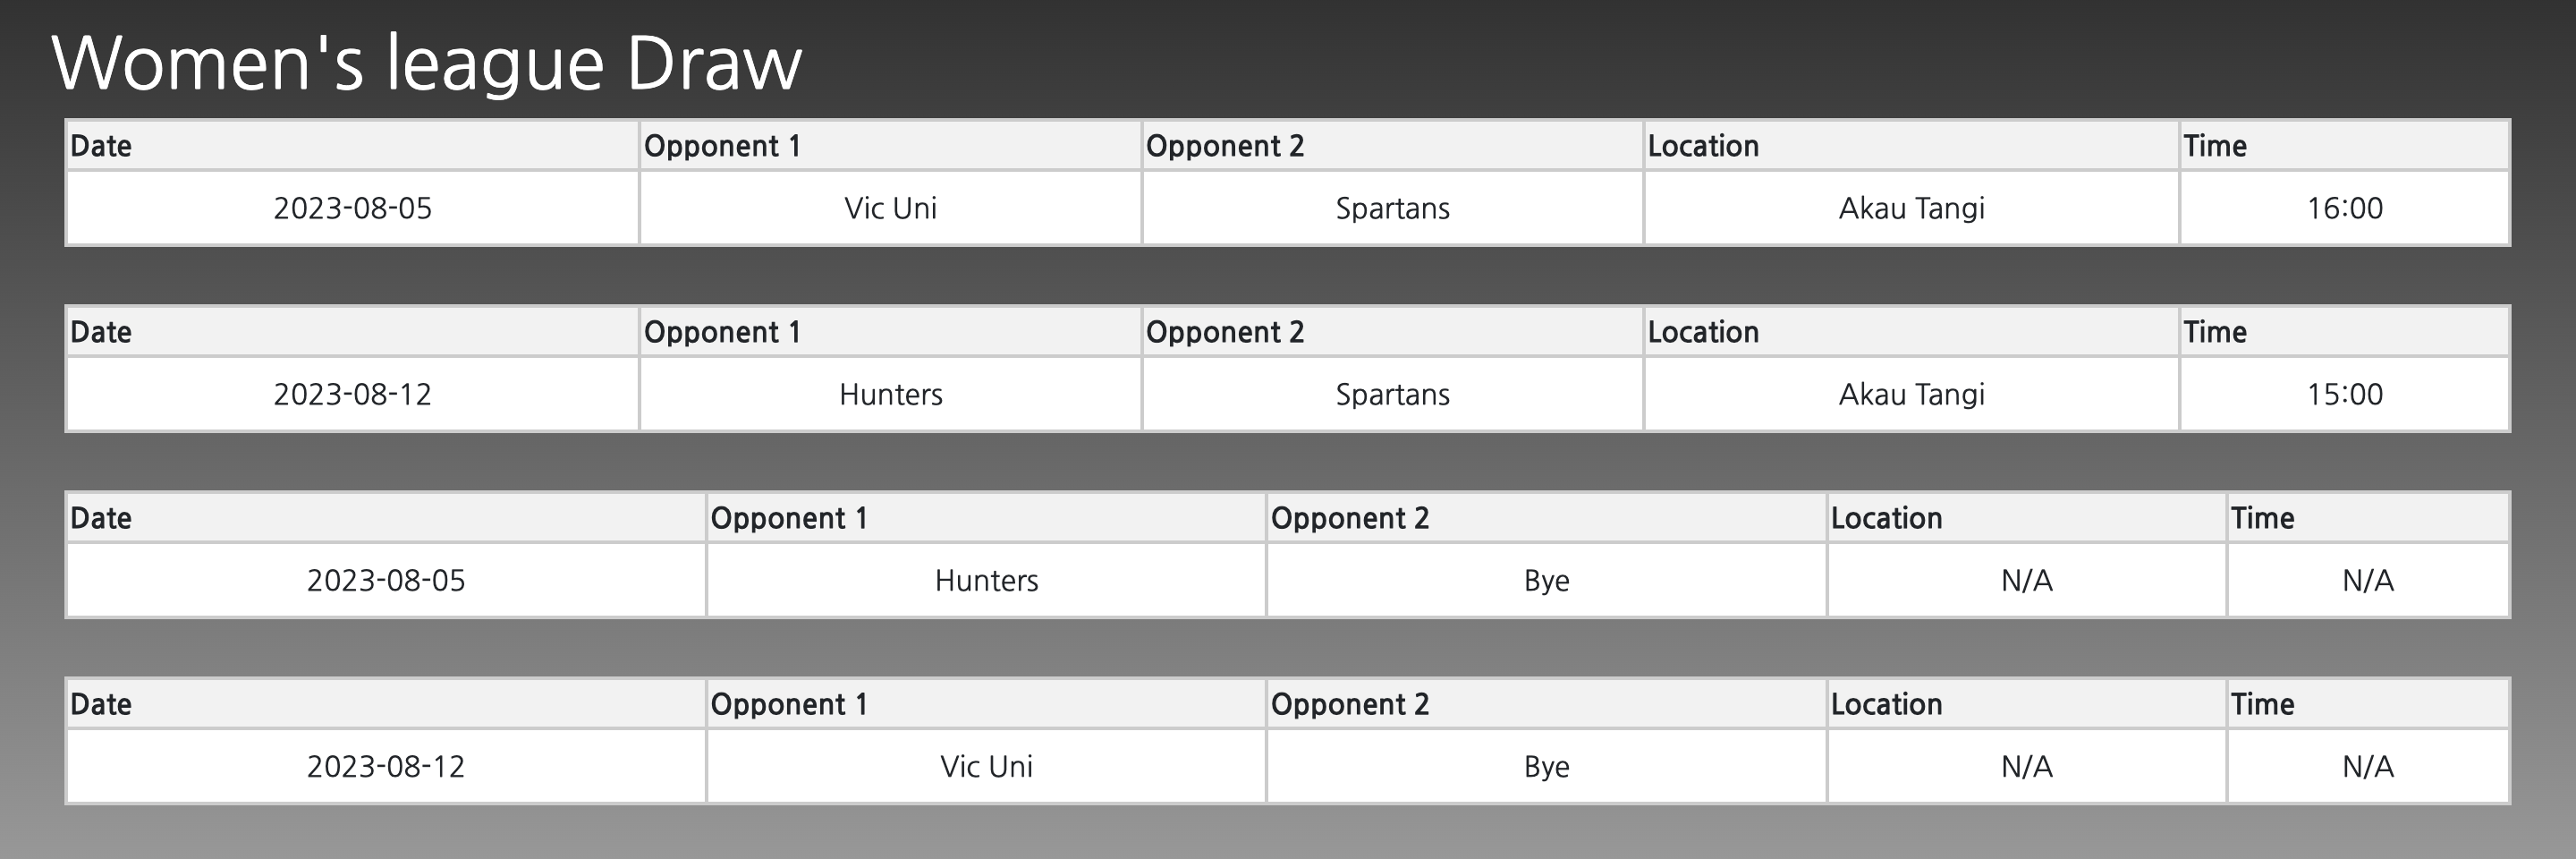 Women's league Draw
Date Opponent 1 Opponent 2 Location Time
2023-08-05 Vic Uni Spartans Akau Tangi 16:00
Date Opponent 1 Opponent 2 Location Time
2023-08-12 Hunters Spartans Akau Tangi 15:00
Date Opponent 1 Opponent 2 Location Time
2023-08-05 Hunters Bye N/A N/A
Date Opponent 1 Opponent 2 Location Time
2023-08-12 Vic Uni Bye N/A N/A